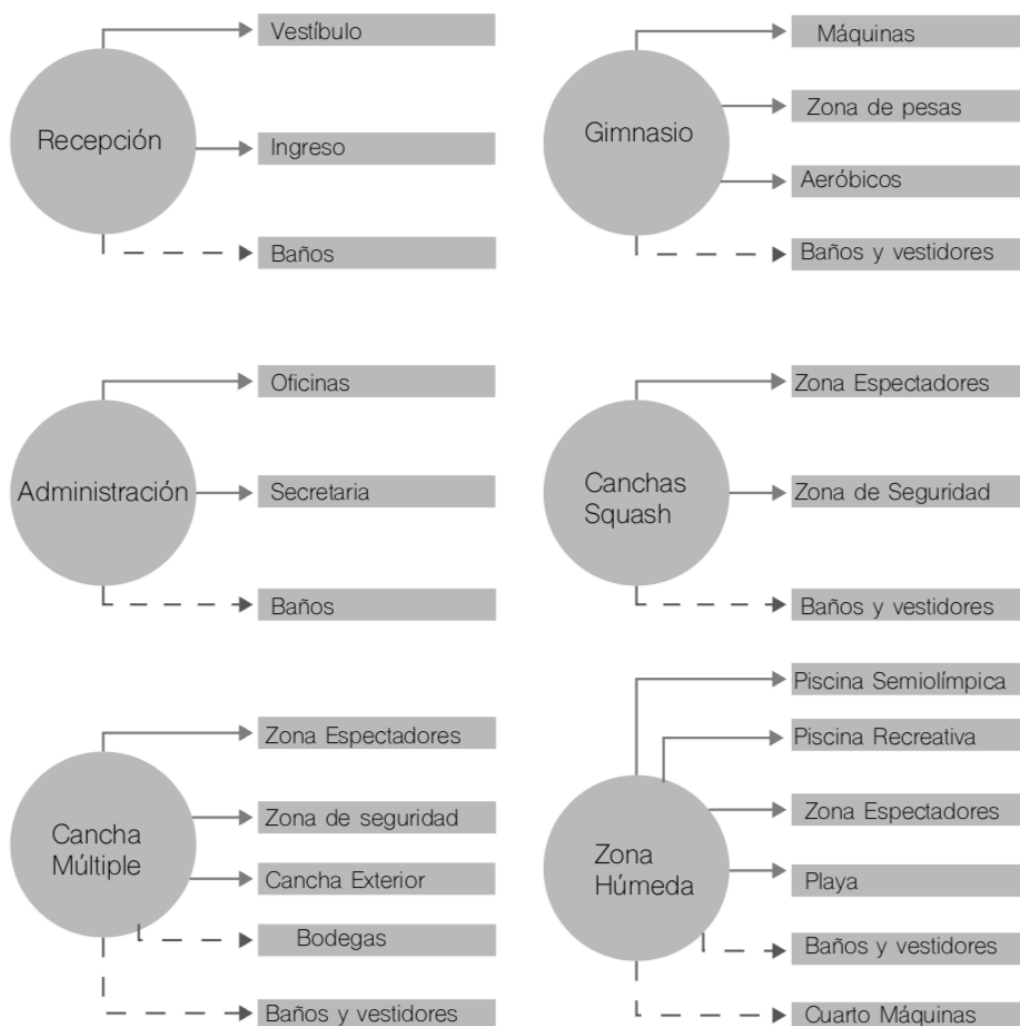 Recepción
Vestíbulo
Ingreso
Baños
Gimnasio
Máquinas
Zona de pesas
Aeróbicos
Baños y vestidores
Administración
Oficinas
Secretaria
Baños
Canchas
Squash
Zona Espectadores
Zona de Seguridad
Baños y vestidores
Cancha
Múltiple
Zona Espectadores
Zona de seguridad
Cancha Exterior
Bodegas
Baños y vestidores
Zona
Húmeda
Piscina Semiolímpica
Piscina Recreativa
Zona Espectadores
Playa
Baños y vestidores
Cuarto Máquinas